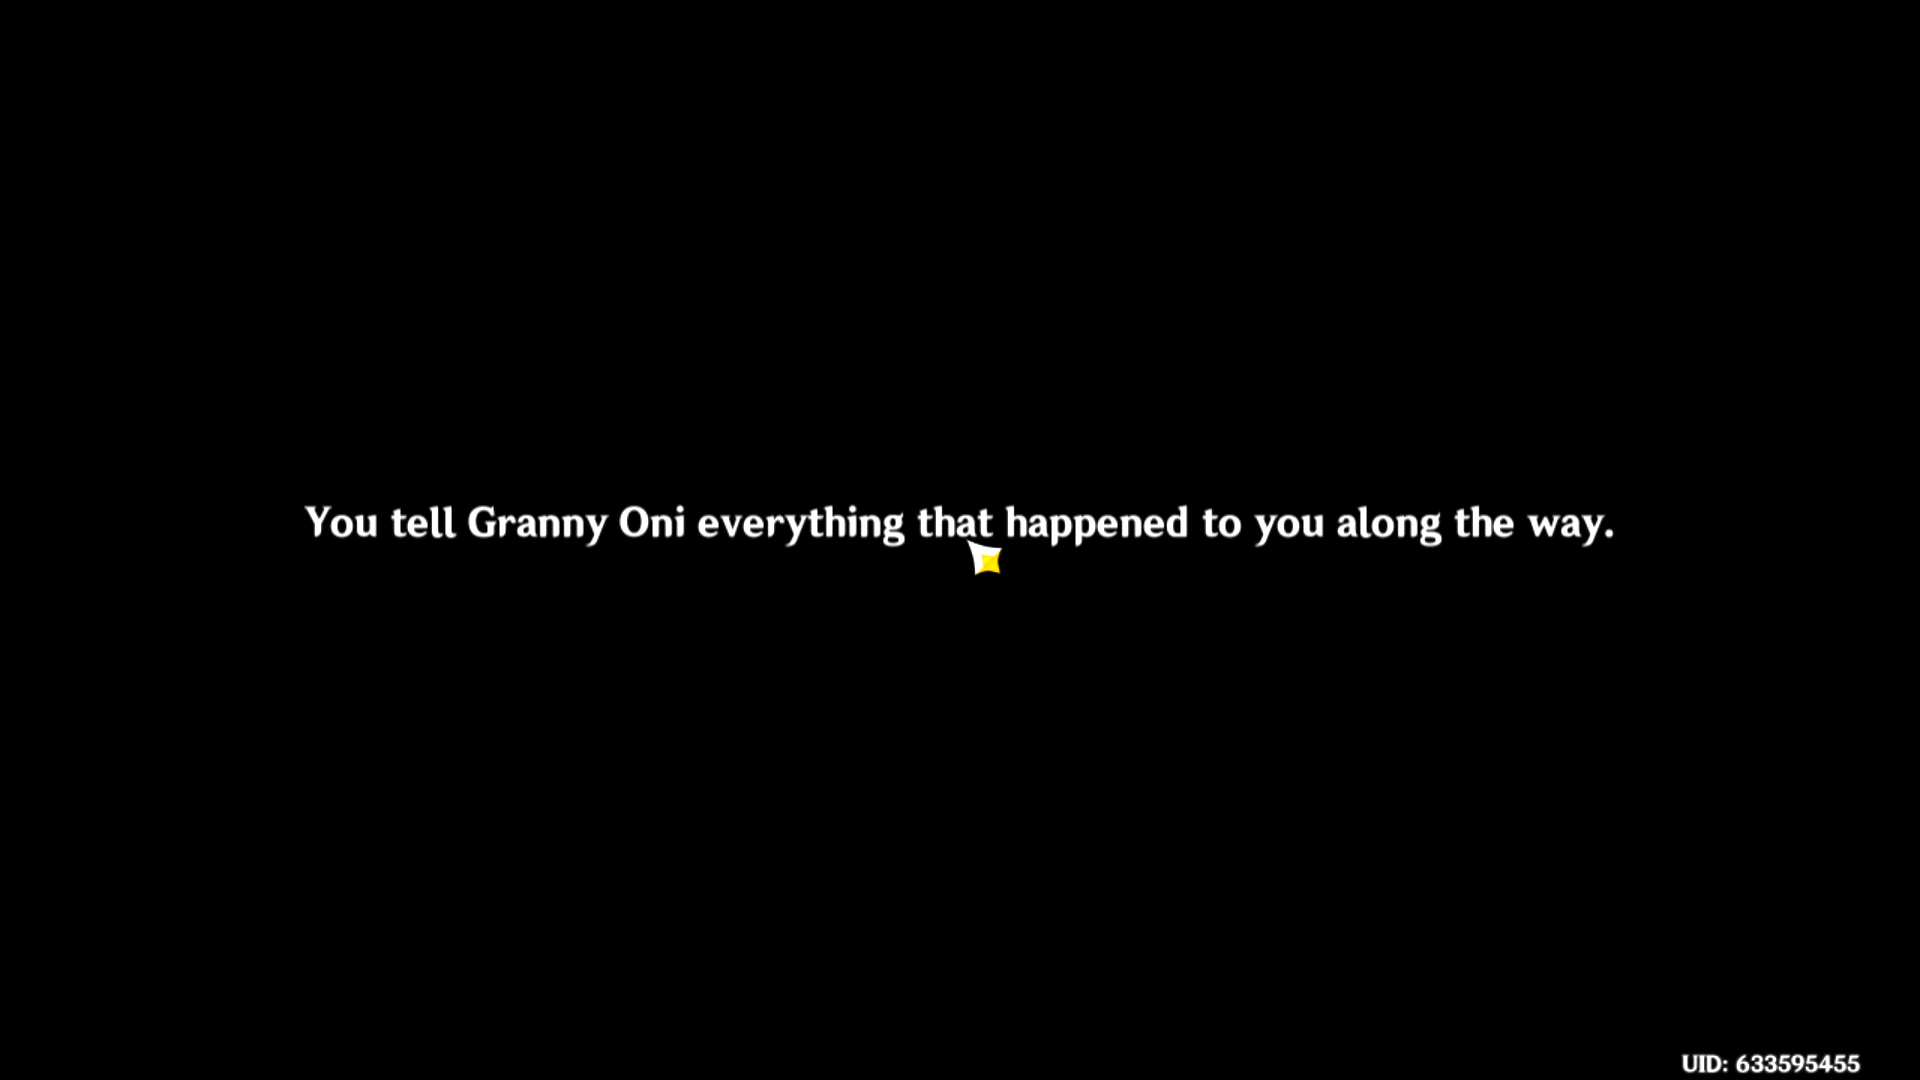 You tell Granny Oni everything that happened to you along the way.
UID: 633595455